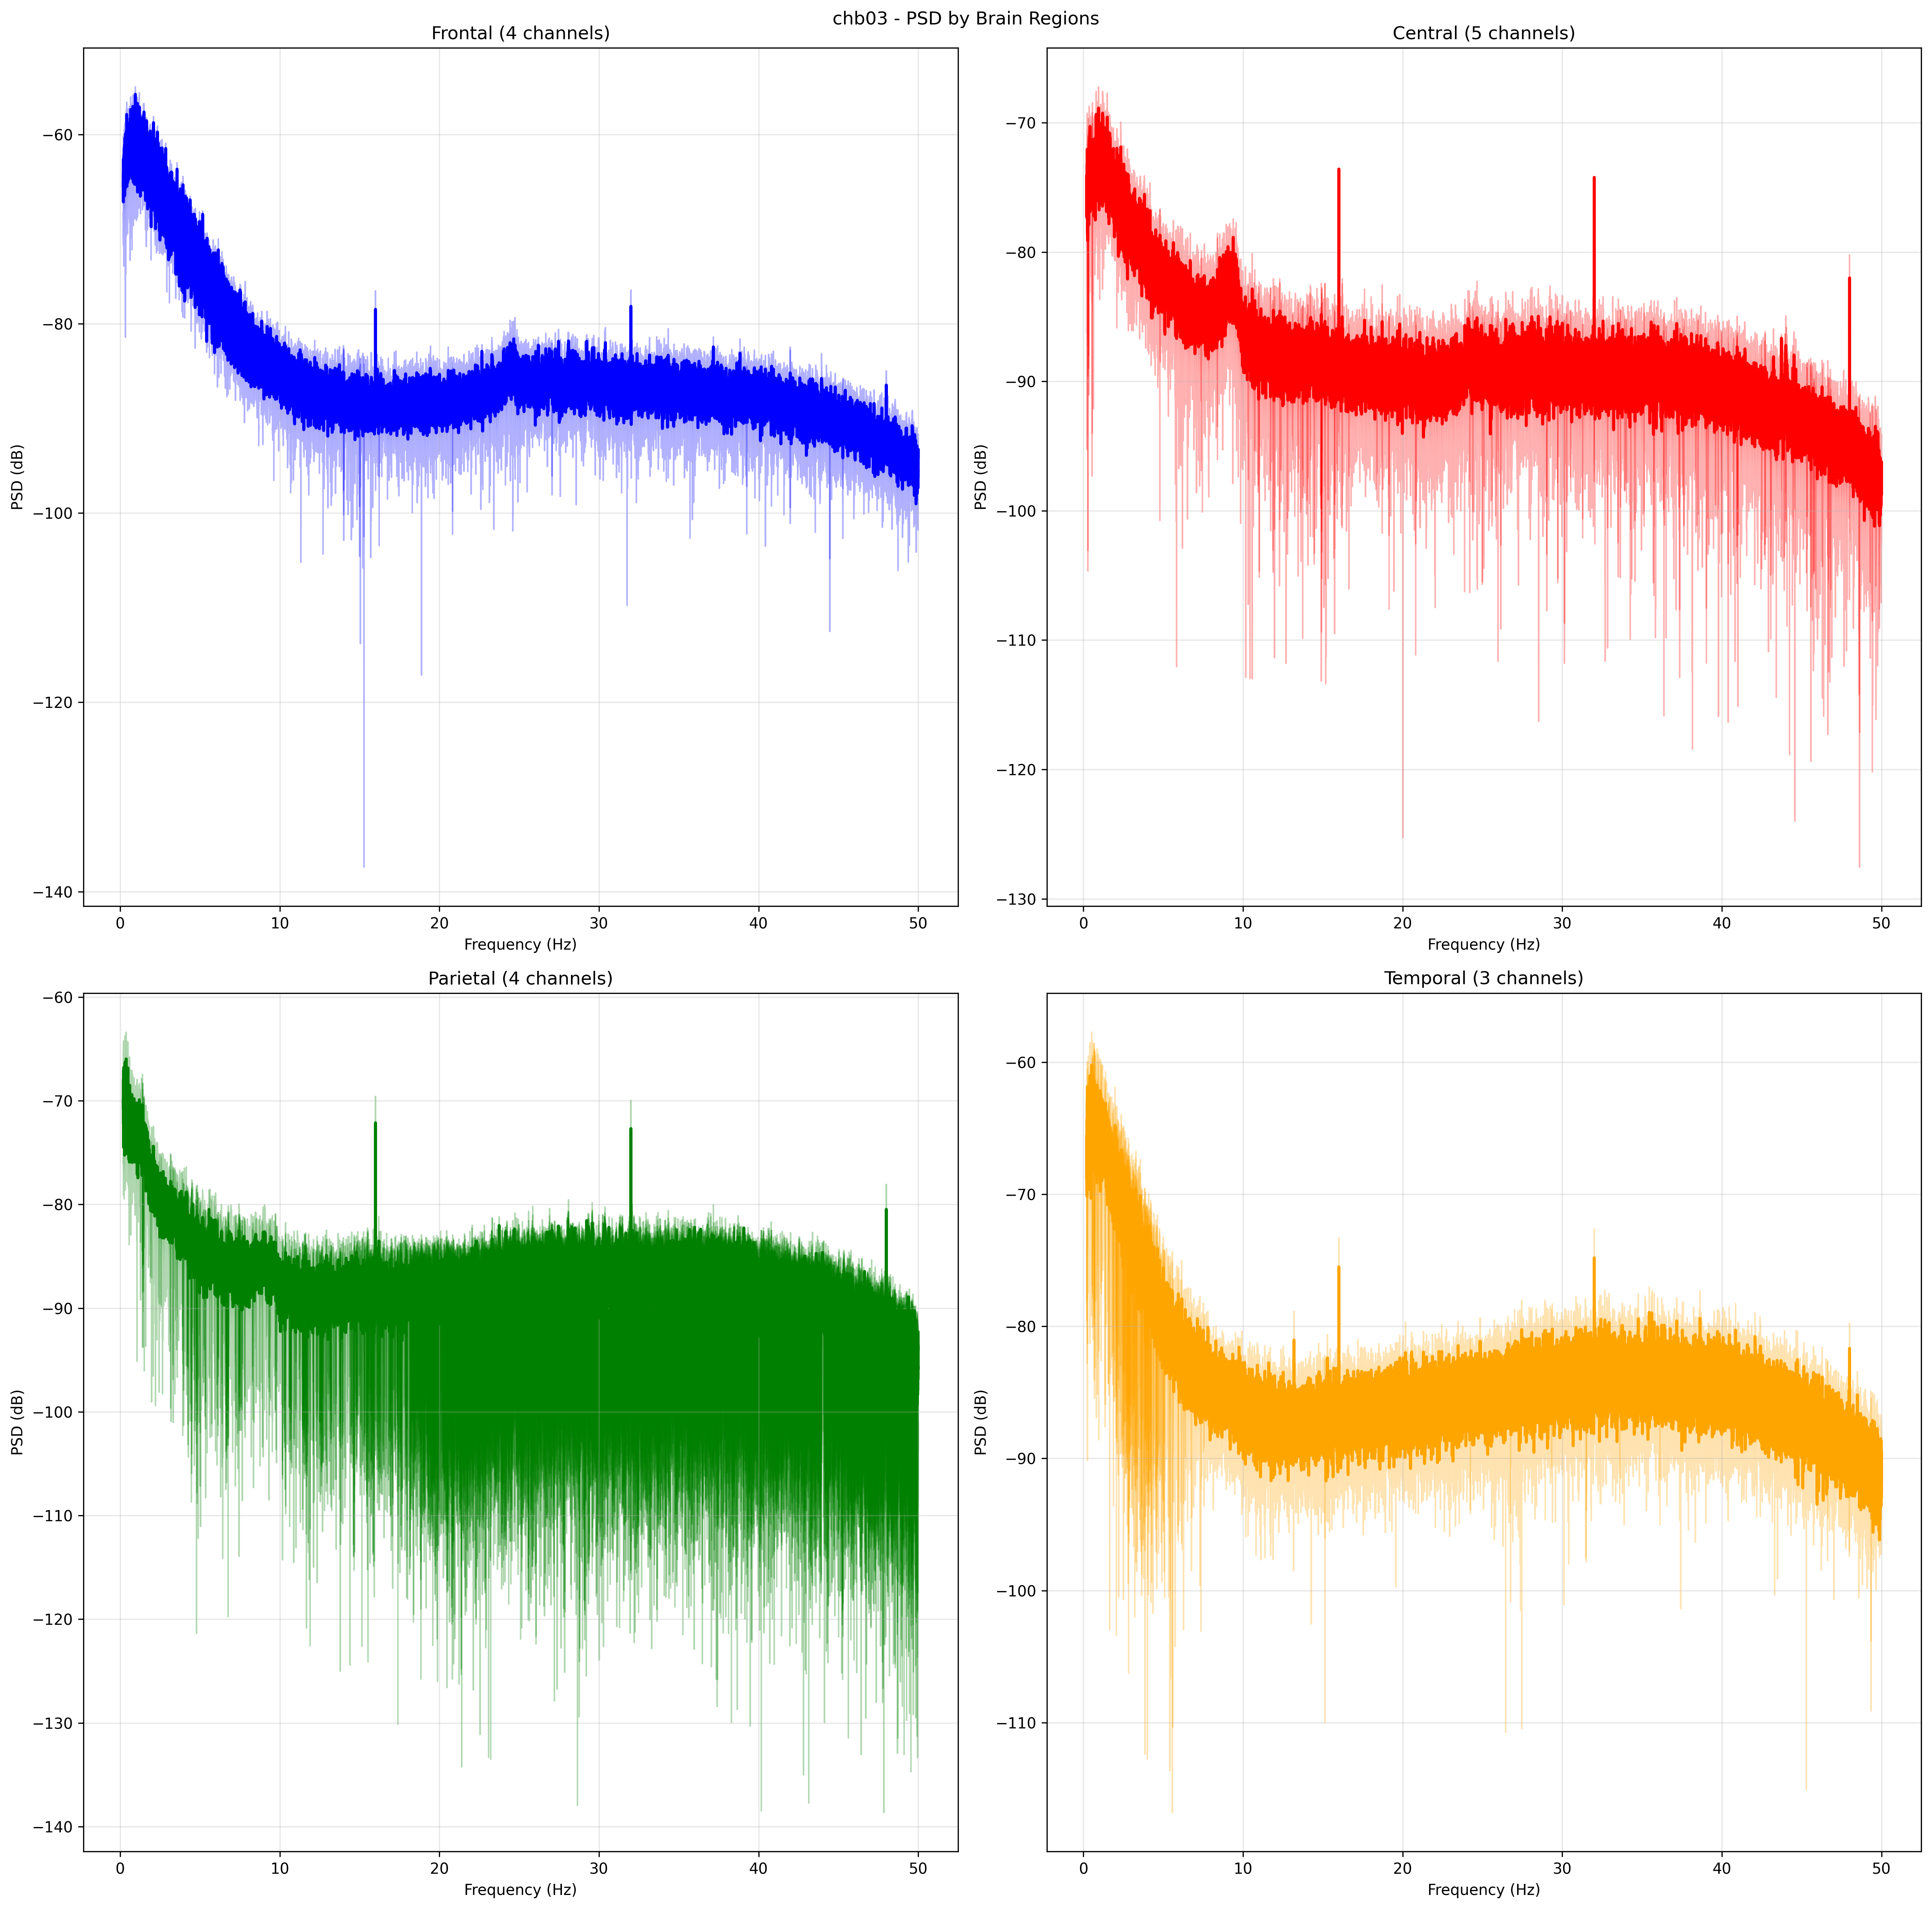 chb03 - PSD by Brain Regions
Frontal (4 channels)
PSD (dB)
−60
−80
−100
−120
−140
0 10 20 30 40 50
Frequency (Hz)
Central (5 channels)
PSD (dB)
−70
−80
−90
−100
−110
−120
−130
0 10 20 30 40 50
Frequency (Hz)
Parietal (4 channels)
PSD (dB)
−60
−70
−80
−90
−100
−110
−120
−130
−140
0 10 20 30 40 50
Frequency (Hz)
Temporal (3 channels)
PSD (dB)
−60
−70
−80
−90
−100
−110
0 10 20 30 40 50
Frequency (Hz)